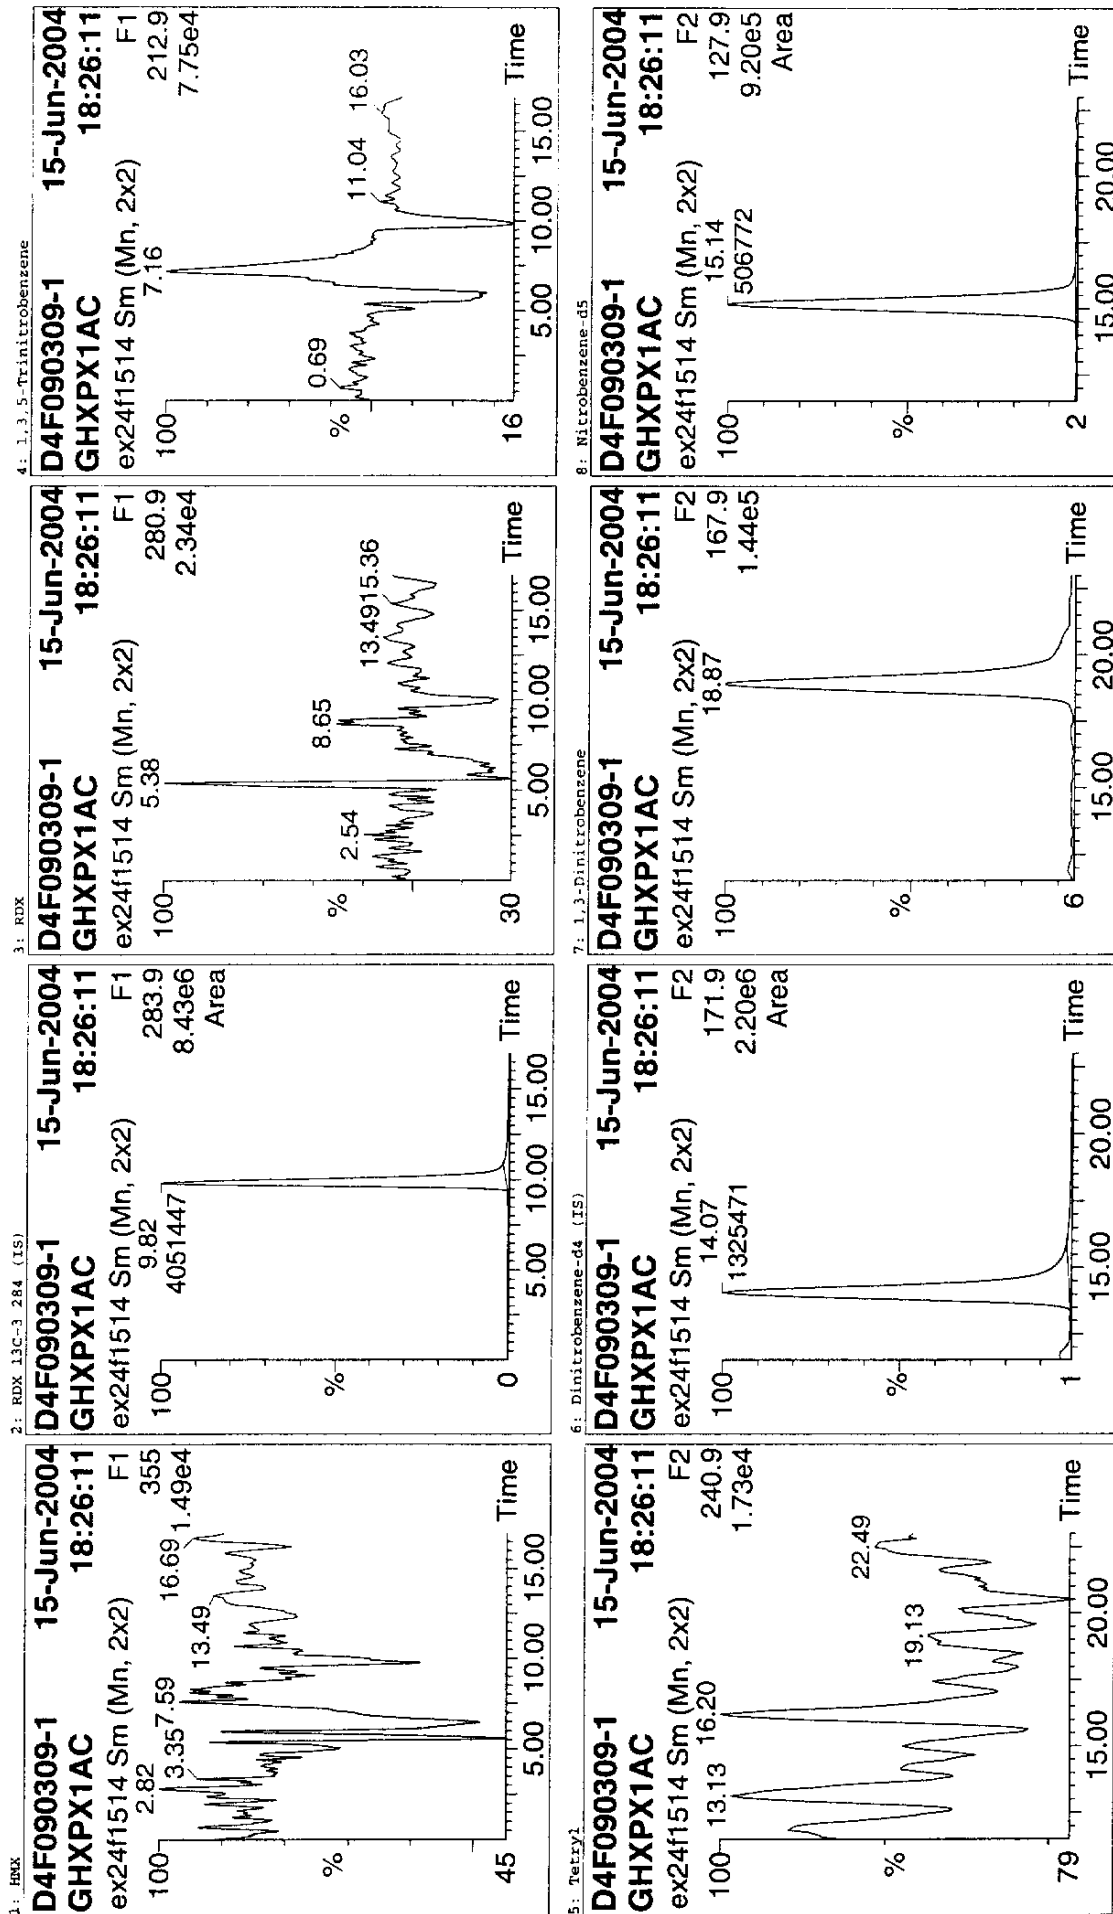 1: HMX
D4F090309-1 15-Jun-2004
GHXPX1AC 18:26:11
ex24f1514 Sm (Mn, 2x2) F1
355
1.49e4
100
%
45
2.82
3.35
7.59
13.49
16.69
5.00 10.00 15.00 Time
2: RDX 13C-3 284 (IS)
D4F090309-1 15-Jun-2004
GHXPX1AC 18:26:11
ex24f1514 Sm (Mn, 2x2) F1
283.9
8.43e6
Area
100
%
0
9.82
4051447
5.00 10.00 15.00 Time
3: RDX
D4F090309-1 15-Jun-2004
GHXPX1AC 18:26:11
ex24f1514 Sm (Mn, 2x2) F1
280.9
2.34e4
100
%
30
2.54
5.38
8.65
13.49 15.36
5.00 10.00 15.00 Time
4: 1,3,5-Trinitrobenzene
D4F090309-1 15-Jun-2004
GHXPX1AC 18:26:11
ex24f1514 Sm (Mn, 2x2) F1
212.9
7.75e4
100
%
16
0.69
7.16
11.04
16.03
5.00 10.00 15.00 Time
5: Tetryl
D4F090309-1 15-Jun-2004
GHXPX1AC 18:26:11
ex24f1514 Sm (Mn, 2x2) F2
240.9
1.73e4
100
%
79
13.13
16.20
19.13
22.49
15.00 20.00 Time
6: Dinitrobenzene-d4 (IS)
D4F090309-1 15-Jun-2004
GHXPX1AC 18:26:11
ex24f1514 Sm (Mn, 2x2) F2
171.9
2.20e6
Area
100
%
1
14.07
1325471
15.00 20.00 Time
7: 1,3-Dinitrobenzene
D4F090309-1 15-Jun-2004
GHXPX1AC 18:26:11
ex24f1514 Sm (Mn, 2x2) F2
167.9
1.44e5
100
%
6
18.87
15.00 20.00 Time
8: Nitrobenzene-d5
D4F090309-1 15-Jun-2004
GHXPX1AC 18:26:11
ex24f1514 Sm (Mn, 2x2) F2
127.9
9.20e5
Area
100
%
2
15.14
506772
15.00 20.00 Time